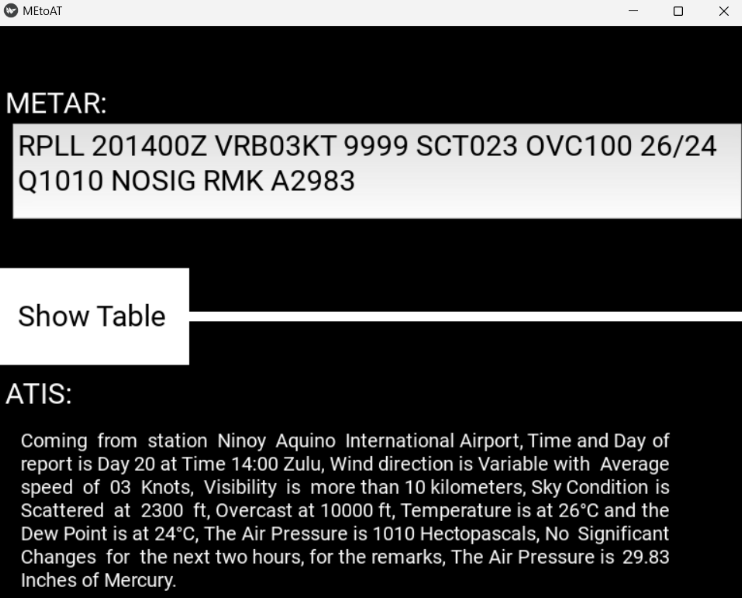 MEtoAT
METAR:
RPLL 201400Z VRB03KT 9999 SCT023 OVC100 26/24
Q1010 NOSIG RMK A2983
Show Table
ATIS:
Coming from station Ninoy Aquino International Airport, Time and Day of
report is Day 20 at Time 14:00 Zulu, Wind direction is Variable with Average
speed of 03 Knots, Visibility is more than 10 kilometers, Sky Condition is
Scattered at 2300 ft, Overcast at 10000 ft, Temperature is at 26°C and the
Dew Point is at 24°C, The Air Pressure is 1010 Hectopascals, No Significant
Changes for the next two hours, for the remarks, The Air Pressure is 29.83
Inches of Mercury.